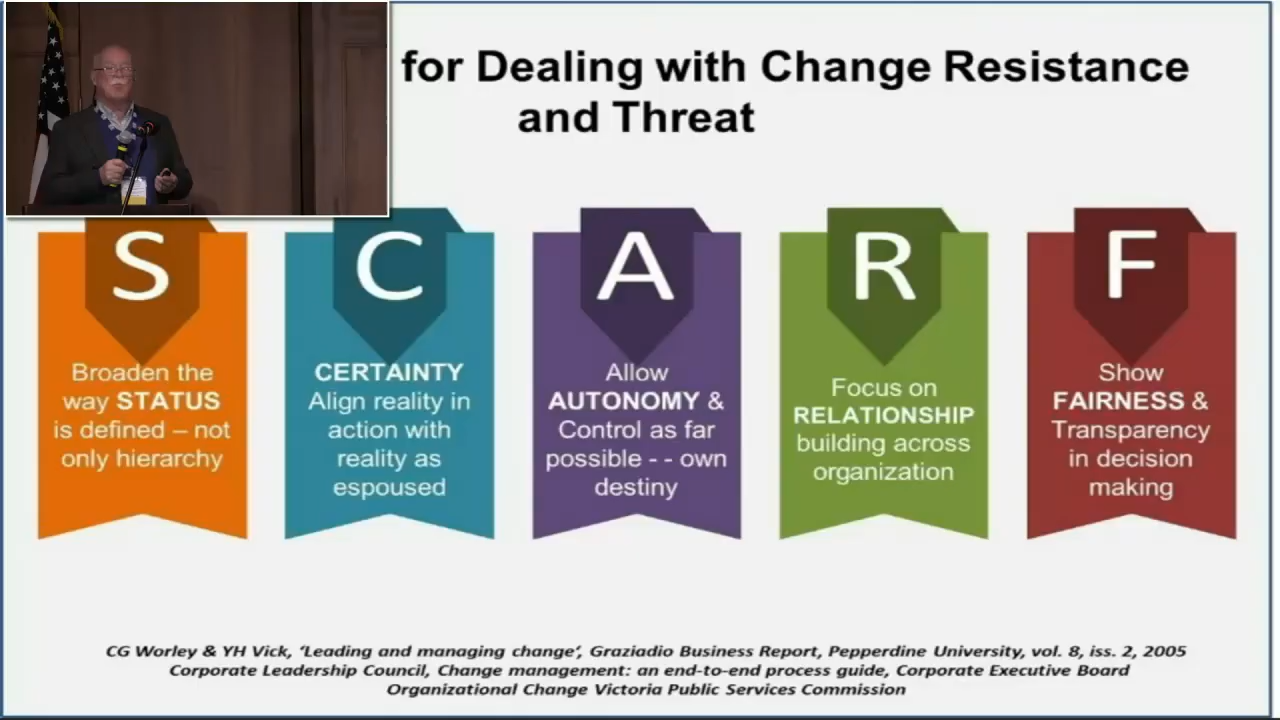 for Dealing with Change Resistance
and Threat
S
Broaden the
way STATUS
is defined – not
only hierarchy
C
CERTAINTY
Align reality in
action with
reality as
espoused
A
Allow
AUTONOMY &
Control as far
possible - - own
destiny
R
Focus on
RELATIONSHIP
building across
organization
F
Show
FAIRNESS &
Transparency
in decision
making
CG Worley & YH Vick, ‘Leading and managing change’, Graziadio Business Report, Pepperdine University, vol. 8, iss. 2, 2005
Corporate Leadership Council, Change management: an end-to-end process guide, Corporate Executive Board
Organizational Change Victoria Public Services Commission